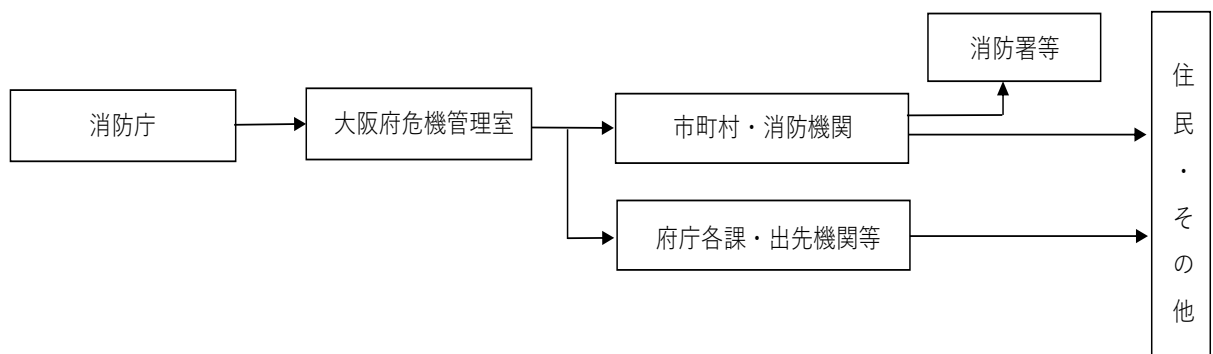 消防署等
消防庁
大阪府危機管理室
市町村・消防機関
府庁各課・出先機関等
住民・その他